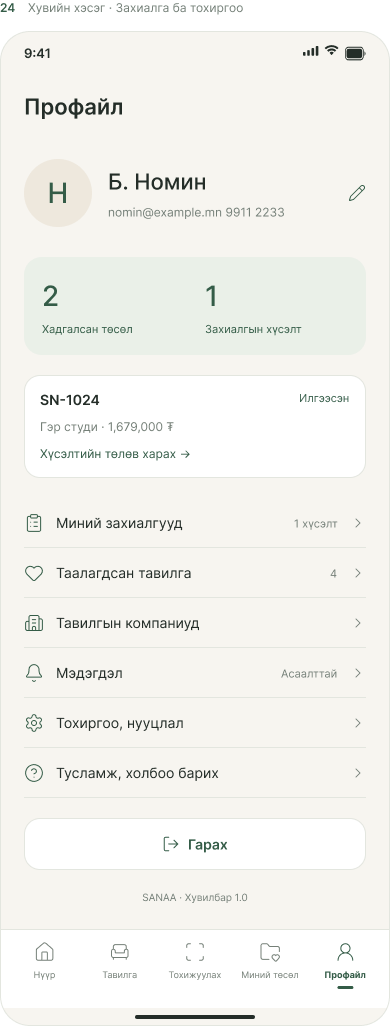 24 Хувийн хэсэг · Захиалга ба тохиргоо
9:41
Профайл
Н
Б. Номин
nomin@example.mn 9911 2233
2 1
Хадгалсан төсөл Захиалгын хүсэлт
SN-1024 Илгээсэн
Гэр студи · 1,679,000 ₮
Хүсэлтийн төлөв харах →
Миний захиалгууд 1 хүсэлт
Таалагдсан тавилга 4
Тавилгын компаниуд
Мэдэгдэл Асаалттай
Тохиргоо, нууцлал
Тусламж, холбоо барих
Гарах
SANAA · Хувилбар 1.0
Нүүр Тавилга Тохижуулах Миний төсөл Профайл